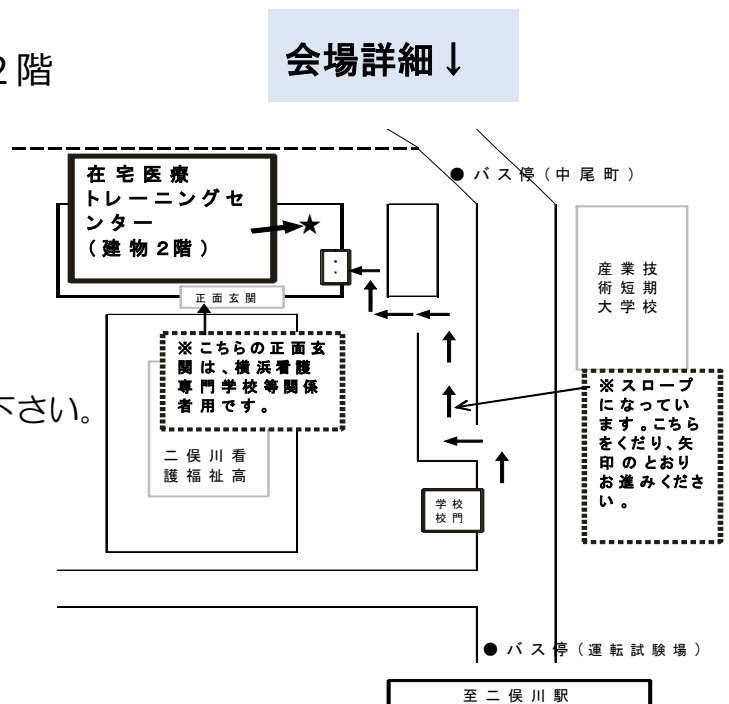 2階
会場詳細↓
在宅医療
トレーニングセ
ンター
(建物2階)
★
●バス停(中尾町)
産業技
術短期
大学校
正面玄関
※こちらの正面玄
関は、横浜看護
専門学校等関係
者用です。
※スロープ
になってい
ます。こちら
をくだり、矢
印のとおり
お進みくださ
い。
下さい。
二俣川看
護福祉高
学校
校門
●バス停(運転試験場)
至二俣川駅